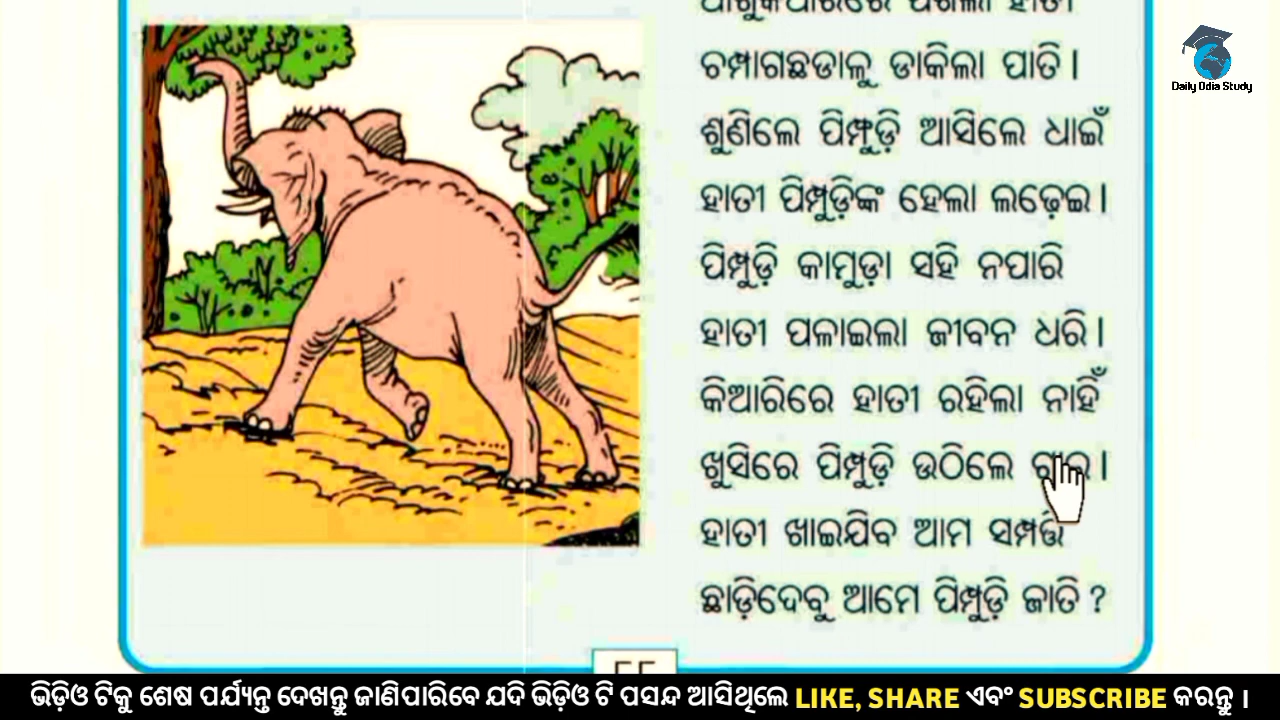 Daily Odia Study
ଚମ୍ପାଗଛଡାଳୁ ଡାକିଲା ପାତି ।
ଶୁଣିଲେ ପିମ୍ପୁଡ଼ି ଆସିଲେ ଧାଇଁ
ହାତୀ ପିମ୍ପୁଡ଼ିଙ୍କ ହେଲା ଲଢ଼େଇ ।
ପିମ୍ପୁଡ଼ି କାମୁଡ଼ା ସହି ନପାରି
ହାତୀ ପଳାଇଲା ଜୀବନ ଧରି ।
କିଆରିରେ ହାତୀ ରହିଲା ନାହିଁ
ଖୁସିରେ ପିମ୍ପୁଡ଼ି ଉଠିଲେ
ହାତୀ ଖାଇଯିବ ଆମ ସମ୍ପତ୍ତି
ଛାଡ଼ିଦେବୁ ଆମେ ପିମ୍ପୁଡ଼ି ଜାତି ?
ଭିଡ଼ିଓ ଟିକୁ ଶେଷ ପର୍ଯ୍ୟନ୍ତ ଦେଖନ୍ତୁ ଜାଣିପାରିବେ ଯଦି ଭିଡ଼ିଓ ଟି ପସନ୍ଦ ଆସିଥିଲେ LIKE, SHARE ଏବଂ SUBSCRIBE କରନ୍ତୁ ।